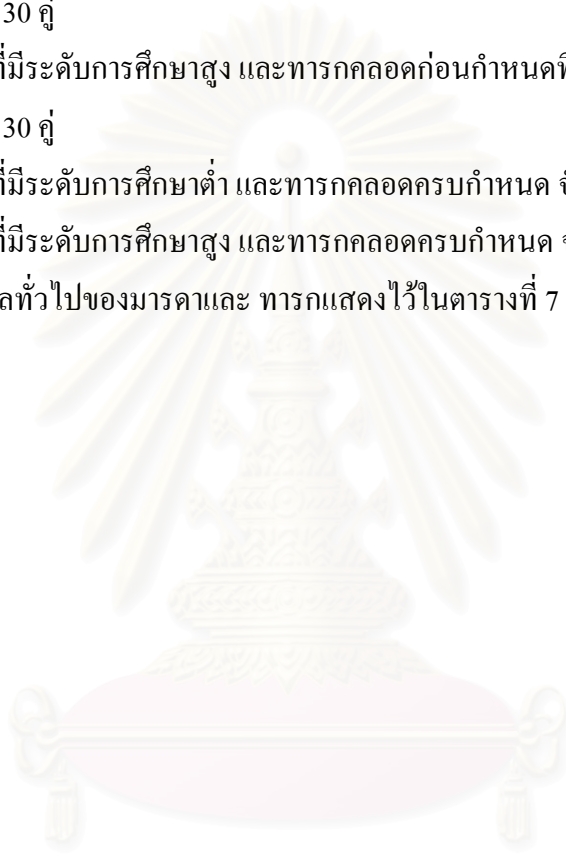 30 คู่
ที่มีระดับการศึกษาสูง และทารกคลอดก่อนกำหนดที
30 คู่
ที่มีระดับการศึกษาต่ำ และทารกคลอดครบกำหนด
ที่มีระดับการศึกษาสูง และทารกคลอดครบกำหนด
ลทั่วไปของมารดาและ ทารกแสดงไว้ในตารางที่ 7